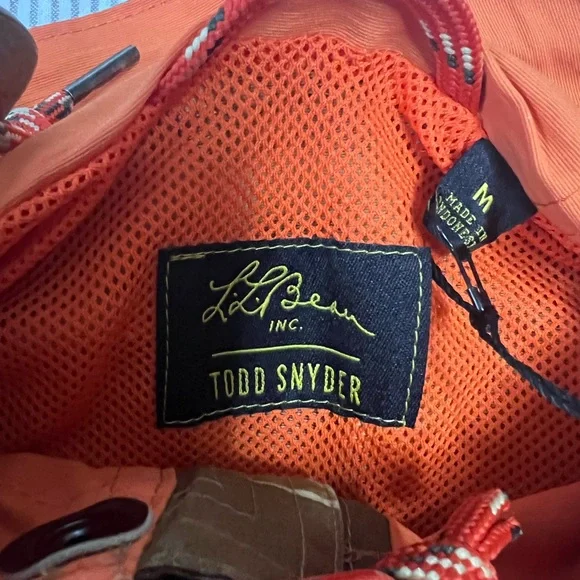 M
MADE IN
INDONESIA
L.L.Bean
INC.
TODD SNYDER